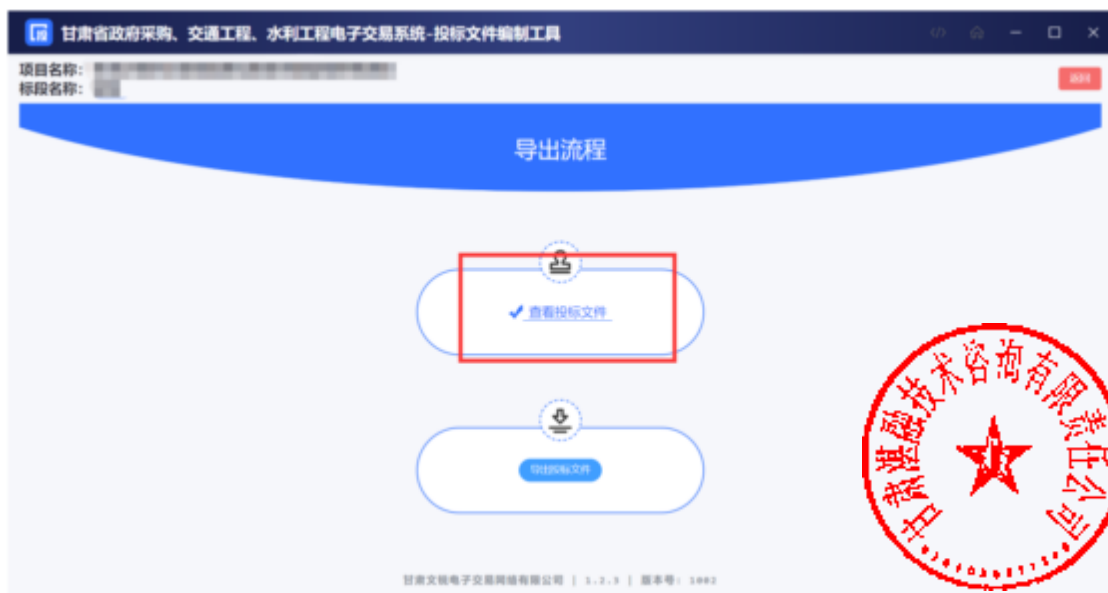 甘肃省政府采购、交通工程、水利工程电子交易系统-投标文件编制工具
项目名称：
标段名称：
返回
导出流程
查看投标文件
导出投标文件
甘肃文锐电子交易网络有限公司 | 1.2.3 | 版本号：1002
甘肃湛融技术咨询有限责任公司